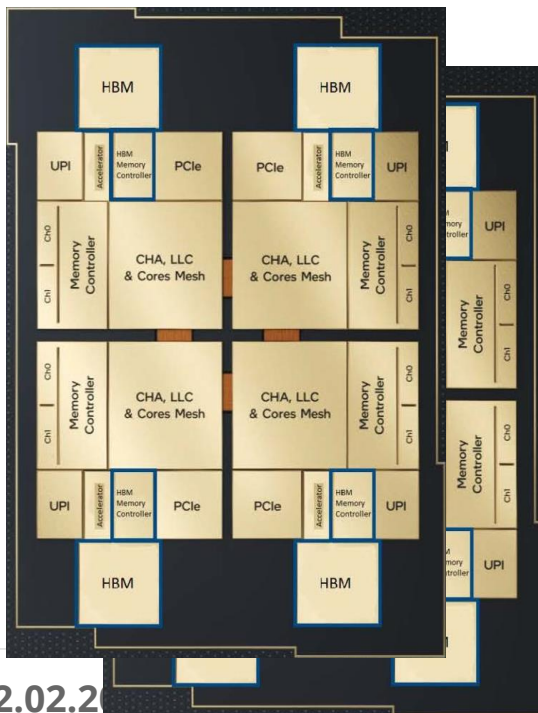 HBM
HBM
UPI
Accelerator
HBM
Memory
Controller
PCIe
PCIe
Accelerator
HBM
Memory
Controller
UPI
Ch0
Ch1
Memory
Controller
CHA, LLC
& Cores Mesh
CHA, LLC
& Cores Mesh
Memory
Controller
Ch0
Ch1
Ch0
Ch1
Memory
Controller
CHA, LLC
& Cores Mesh
CHA, LLC
& Cores Mesh
Memory
Controller
Ch0
Ch1
UPI
Accelerator
HBM
Memory
Controller
PCIe
PCIe
Accelerator
HBM
Memory
Controller
UPI
HBM
HBM
UPI
Memory
Controller
Ch0
Ch1
Memory
Controller
Ch0
Ch1
UPI
2.02.20